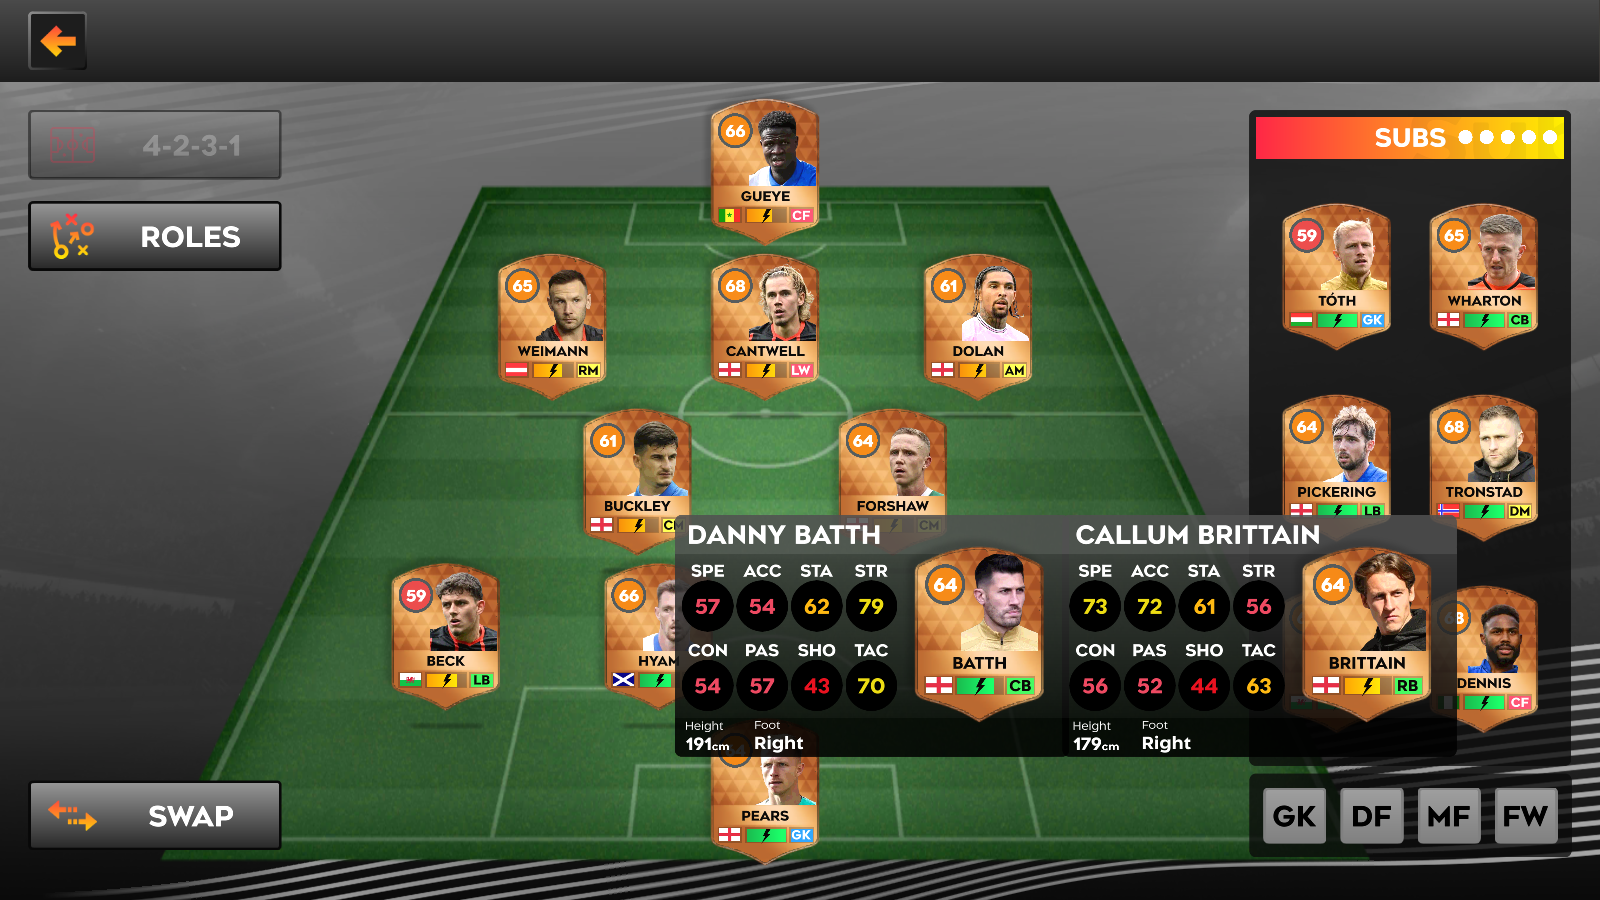 4-2-3-1
ROLES
SWAP
66
GUEYE
CF
65
WEIMANN
RM
68
CANTWELL
LW
61
DOLAN
AM
61
BUCKLEY
CM
64
FORSHAW
CM
59
BECK
LB
66
HYAM
DANNY BATTH
SPE ACC STA STR
57 54 62 79
CON PAS SHO TAC
54 57 43 70
Height Foot
191cm Right
64
BATTH
CB
CALLUM BRITTAIN
SPE ACC STA STR
73 72 61 56
CON PAS SHO TAC
56 52 44 63
Height Foot
179cm Right
64
BRITTAIN
RB
PEARS
GK
SUBS
59
TÓTH
GK
65
WHARTON
CB
64
PICKERING
LB
68
TRONSTAD
DM
DENNIS
CF
GK DF MF FW